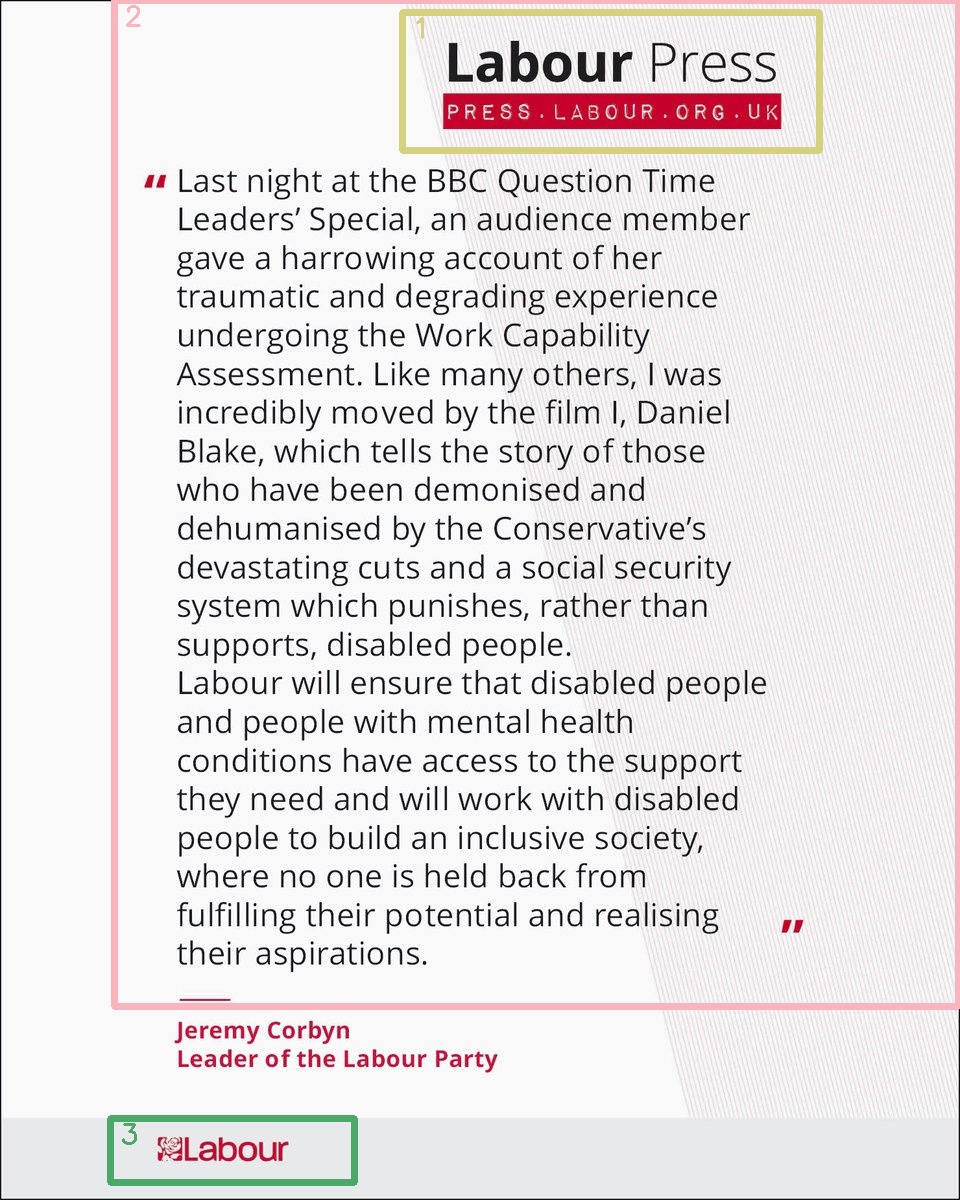 Labour Press
PRESS.LABOUR.ORG.UK
“ Last night at the BBC Question Time
Leaders’ Special, an audience member
gave a harrowing account of her
traumatic and degrading experience
undergoing the Work Capability
Assessment. Like many others, I was
incredibly moved by the film I, Daniel
Blake, which tells the story of those
who have been demonised and
dehumanised by the Conservative’s
devastating cuts and a social security
system which punishes, rather than
supports, disabled people.
Labour will ensure that disabled people
and people with mental health
conditions have access to the support
they need and will work with disabled
people to build an inclusive society,
where no one is held back from
fulfilling their potential and realising ”
their aspirations.
Jeremy Corbyn
Leader of the Labour Party
Labour